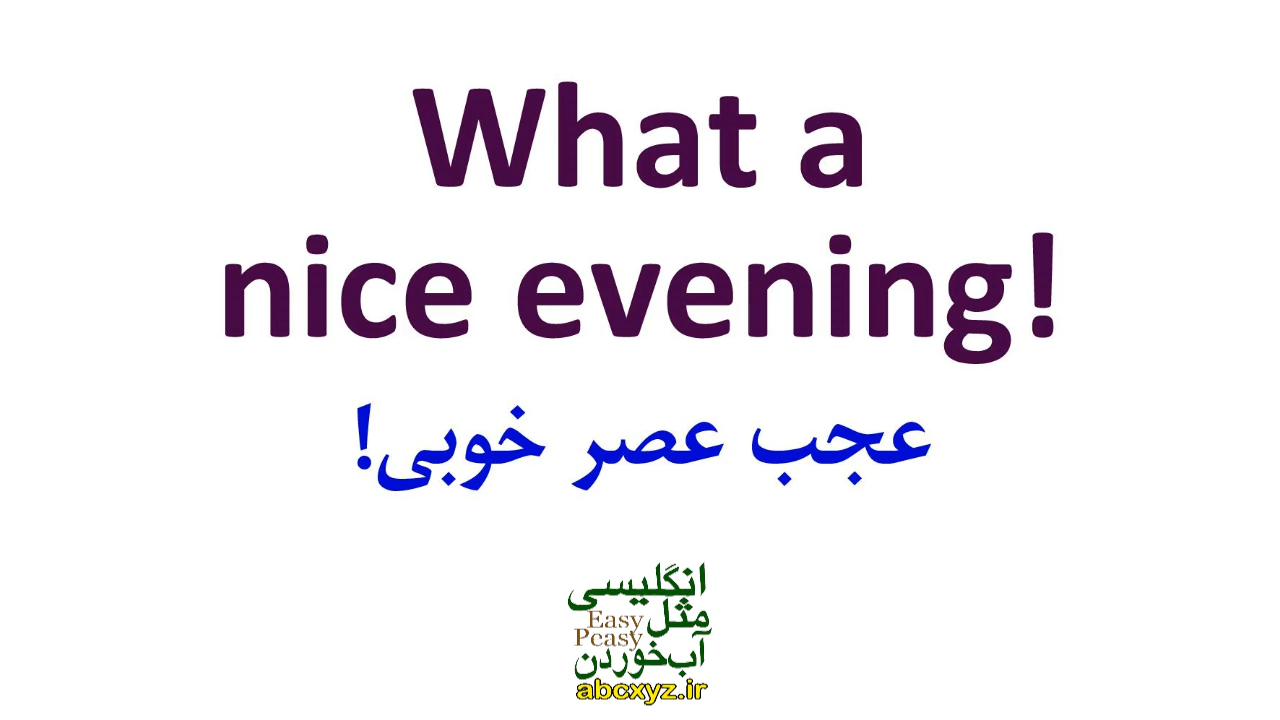 What a
nice evening!
عجب عصر خوبی!
انگلیسی
مثل
Easy
Peasy
آب‌خوردن
abcxyz.ir